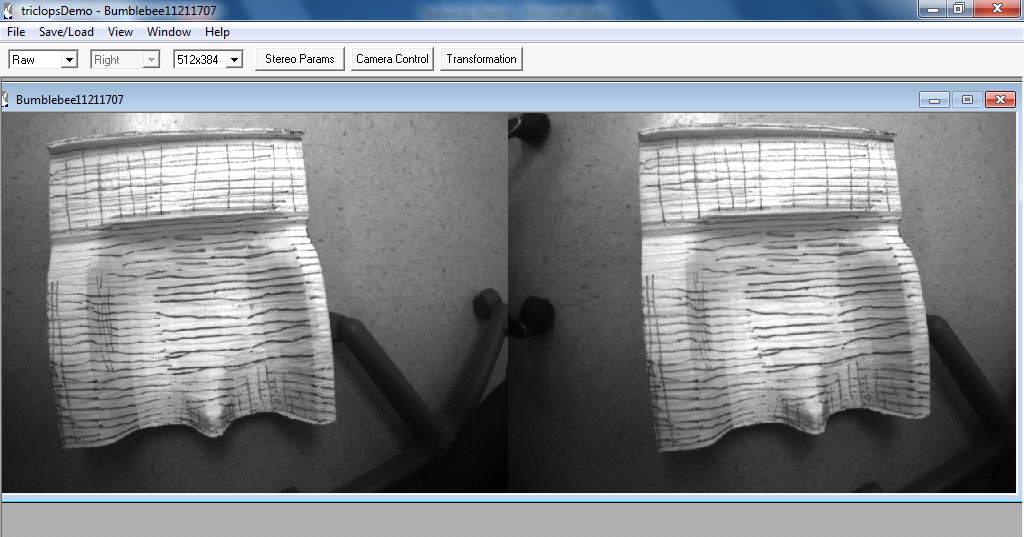 triclopsDemo - Bumblebee11211707
File Save/Load View Window Help
Raw Right 512x384 Stereo Params Camera Control Transformation
Bumblebee11211707